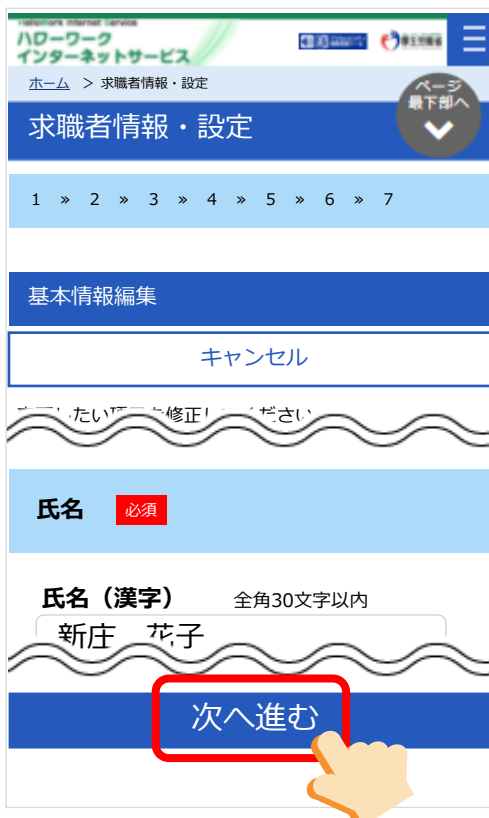 HelloWork Internet Service
ハローワーク
インターネットサービス
厚生労働省
ホーム > 求職者情報・設定
ページ
最下部へ
求職者情報・設定
1 » 2 » 3 » 4 » 5 » 6 » 7
基本情報編集
キャンセル
氏名 必須
氏名（漢字） 全角30文字以内
新庄 花子
次へ進む